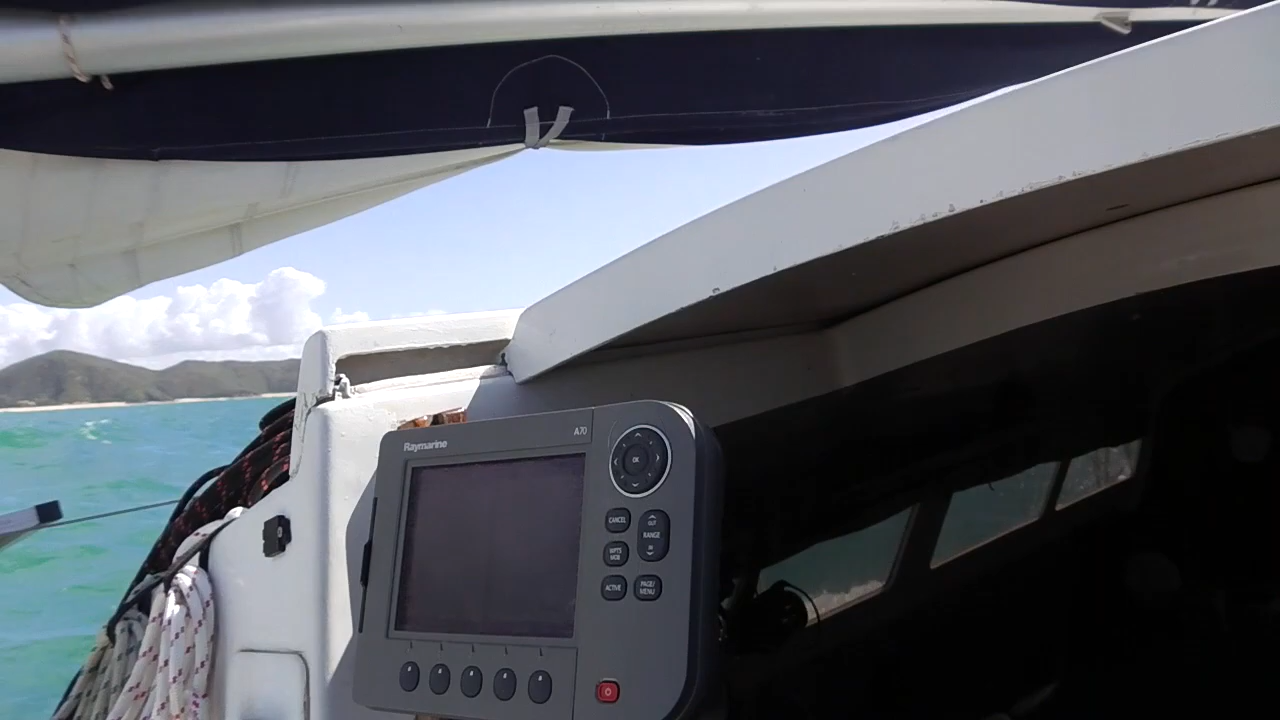 Raymarine
A70
OK
CANCEL
OUT
RANGE
IN
WPTS
MOB
ACTIVE
PAGE/
MENU